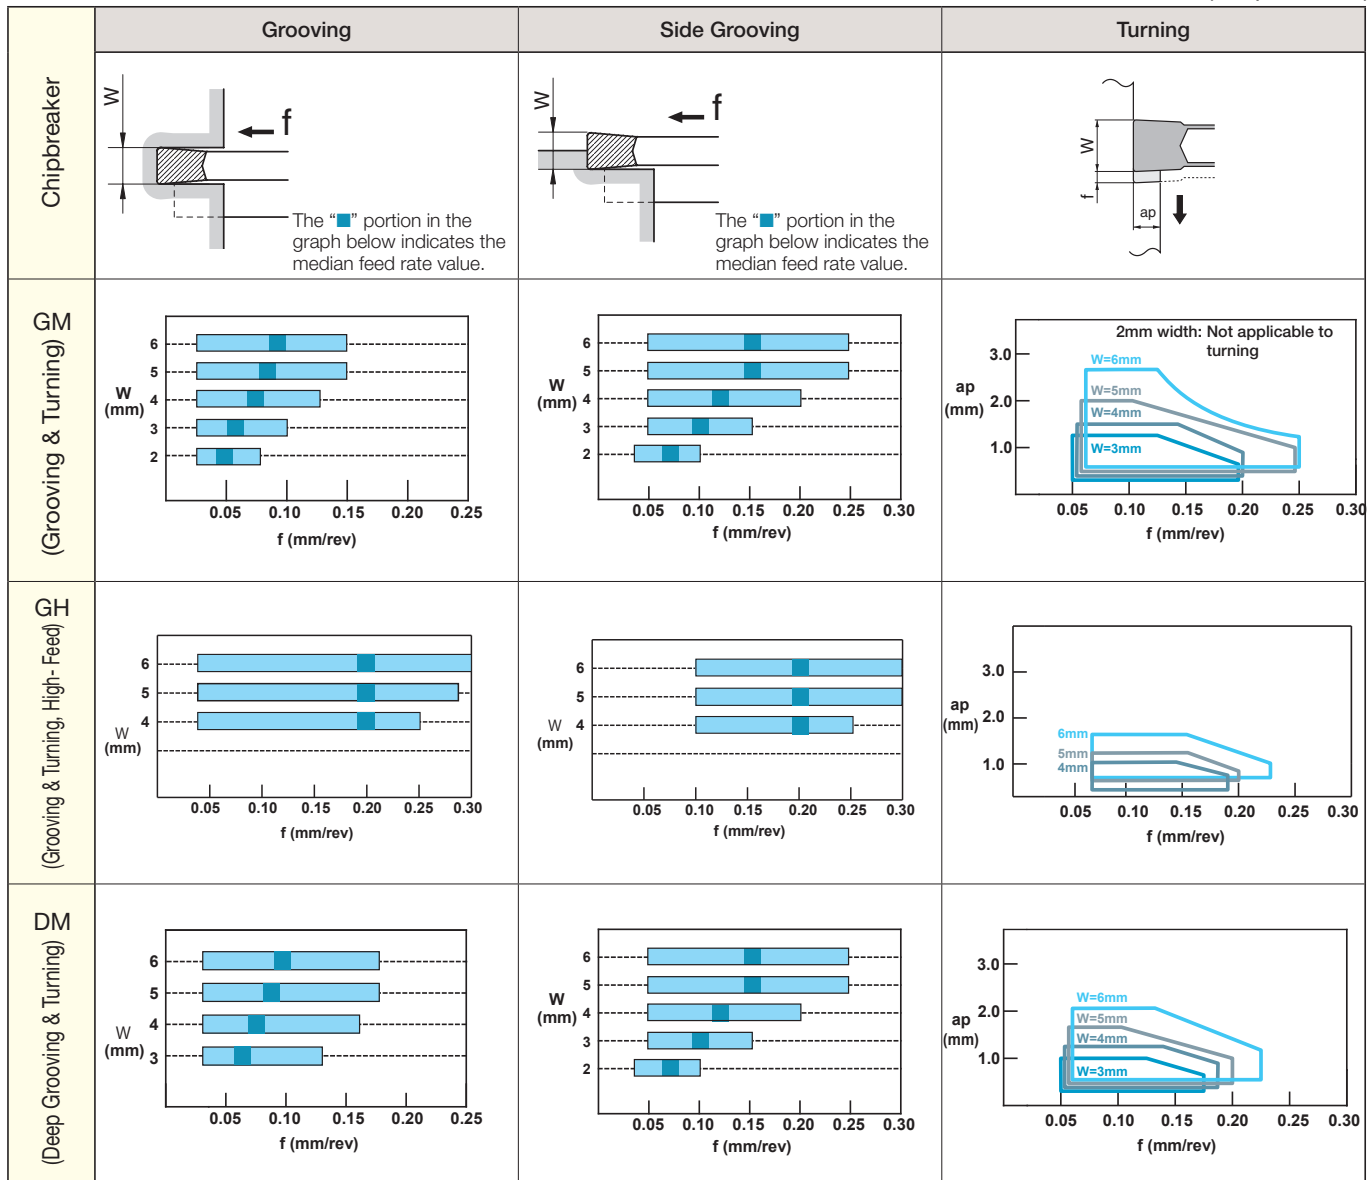 Grooving
Side Grooving
Turning
Chipbreaker
W
f
The “■” portion in the
graph below indicates the
median feed rate value.
W
f
The “■” portion in the
graph below indicates the
median feed rate value.
W
f
ap
GM
(Grooving & Turning)
6
5
W
4
(mm)
3
2
0.05 0.10 0.15 0.20 0.25
f (mm/rev)
6
5
W
4
(mm)
3
2
0.05 0.10 0.15 0.20 0.25 0.30
f (mm/rev)
2mm width: Not applicable to
turning
3.0
W=6mm
ap
W=5mm
2.0
(mm)
W=4mm
1.0
W=3mm
0.05 0.10 0.15 0.20 0.25 0.30
f (mm/rev)
GH
(Grooving & Turning, High-Feed)
6
5
W 4
(mm)
0.05 0.10 0.15 0.20 0.25 0.30
f (mm/rev)
6
5
W 4
(mm)
0.05 0.10 0.15 0.20 0.25 0.30
f (mm/rev)
3.0
ap
2.0
(mm)
6mm
5mm
1.0
4mm
0.05 0.10 0.15 0.20 0.25 0.30
f (mm/rev)
DM
(Deep Grooving & Turning)
6
5
W
4
(mm)
3
0.05 0.10 0.15 0.20 0.25
f (mm/rev)
6
5
W
4
(mm)
3
2
0.05 0.10 0.15 0.20 0.25 0.30
f (mm/rev)
3.0
W=6mm
2.0
ap
W=5mm
(mm)
W=4mm
1.0
W=3mm
0.05 0.10 0.15 0.20 0.25 0.30
f (mm/rev)